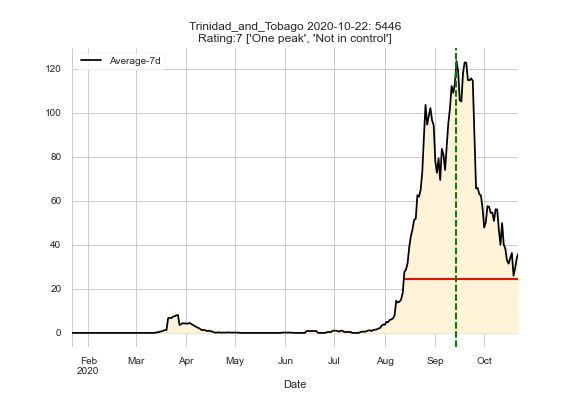 Trinidad_and_Tobago 2020-10-22: 5446
Rating:7 ['One peak', 'Not in control']
Average-7d
120
100
80
60
40
20
0
Feb Mar Apr May Jun Jul Aug Sep Oct
2020
Date